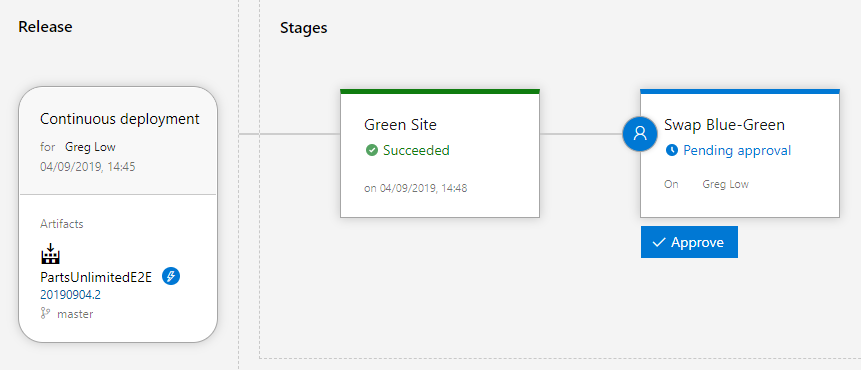 Release
Continuous deployment
for Greg Low
04/09/2019, 14:45
Artifacts
PartsUnlimitedE2E
20190904.2
master
Stages
Green Site
Succeeded
on 04/09/2019, 14:48
Swap Blue-Green
Pending approval
On Greg Low
Approve